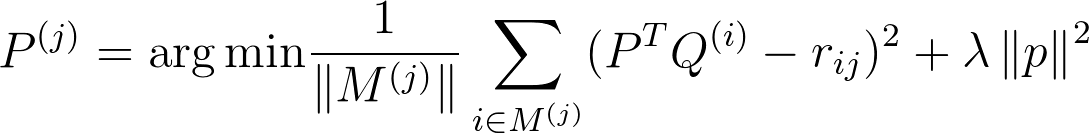 P^{(j)} = \arg\min \frac{1}{\|M^{(j)}\|} \sum_{i \in M^{(j)}} (P^T Q^{(i)} - r_{ij})^2 + \lambda \|p\|^2